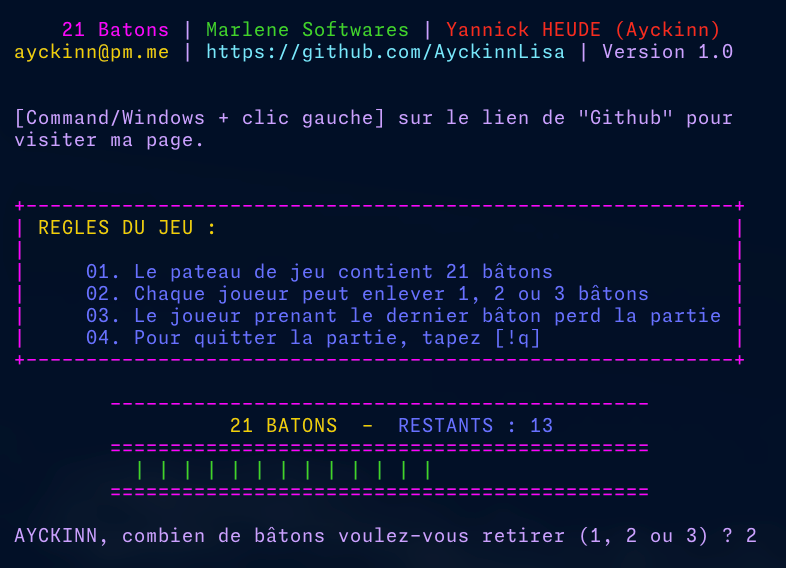 21 Batons | Marlene Softwares | Yannick HEUDE (Ayckinn)
ayckinn@pm.me | https://github.com/AyckinnLisa | Version 1.0
[Command/Windows + clic gauche] sur le lien de "Github" pour
visiter ma page.
REGLES DU JEU :
01. Le pateau de jeu contient 21 bâtons
02. Chaque joueur peut enlever 1, 2 ou 3 bâtons
03. Le joueur prenant le dernier bâton perd la partie
04. Pour quitter la partie, tapez [!q]
21 BATONS - RESTANTS : 13
| | | | | | | | | | | | |
AYCKINN, combien de bâtons voulez-vous retirer (1, 2 ou 3) ? 2